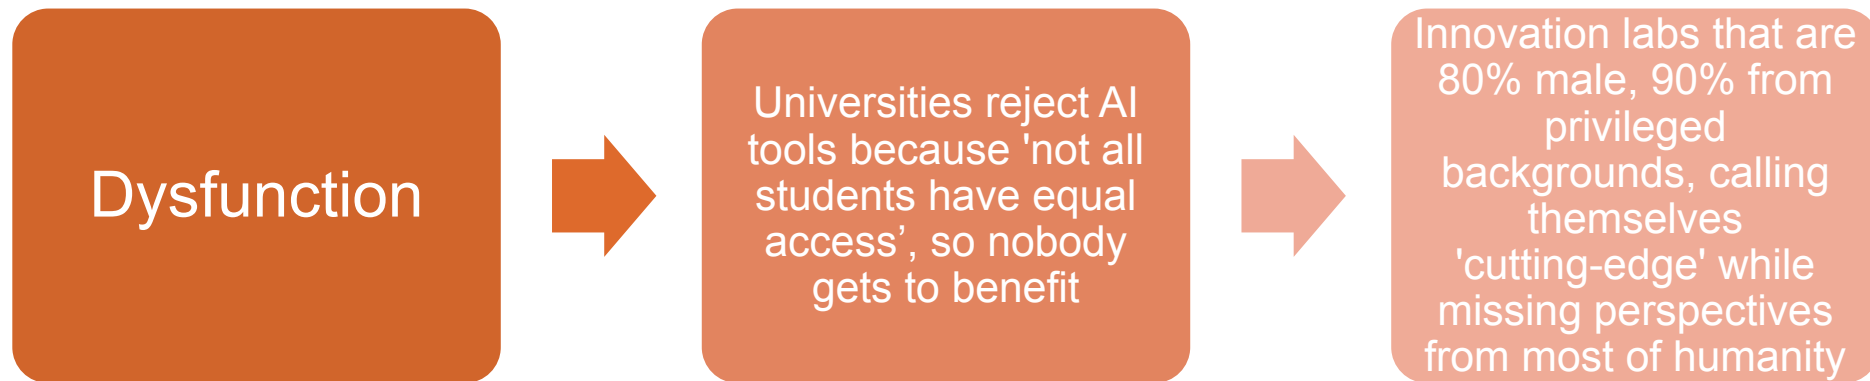 Dysfunction
Universities reject AI
tools because 'not all
students have equal
access’, so nobody
gets to benefit
Innovation labs that are
80% male, 90% from
privileged
backgrounds, calling
themselves
'cutting-edge' while
missing perspectives
from most of humanity